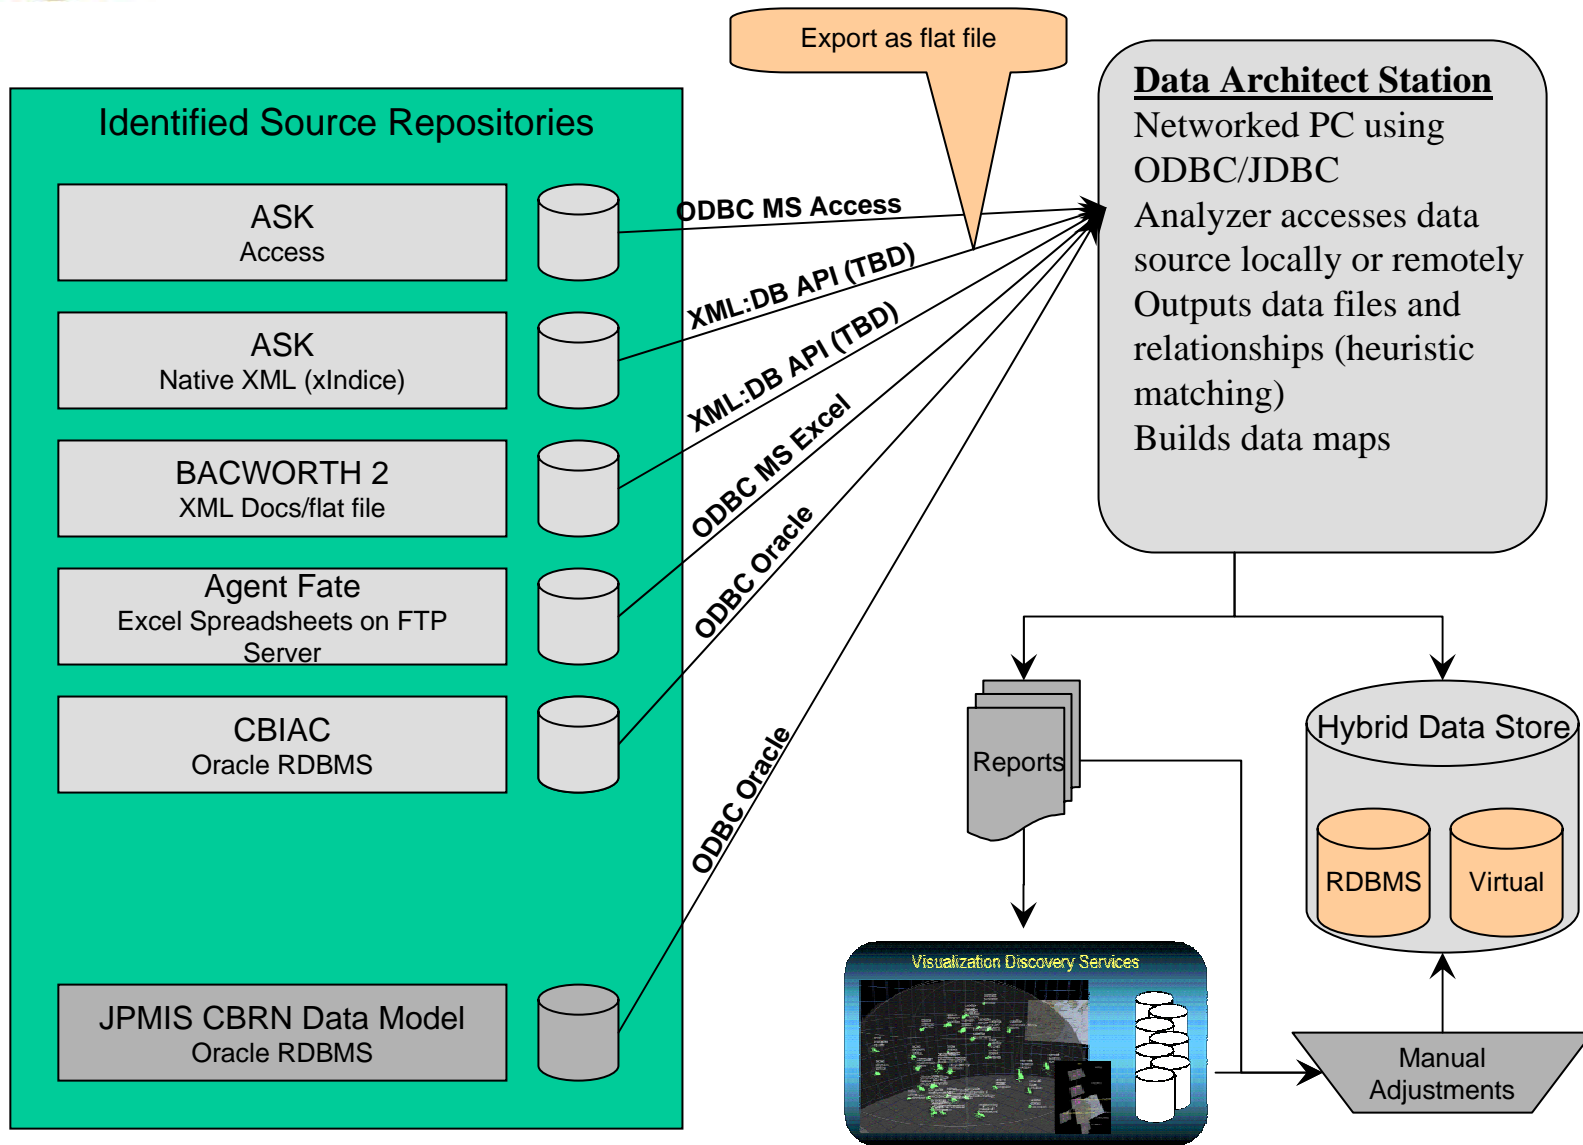 Export as flat file
Identified Source Repositories
ASK
Access
ASK
Native XML (xIndice)
BACWORTH 2
XML Docs/flat file
Agent Fate
Excel Spreadsheets on FTP
Server
CBIAC
Oracle RDBMS
JPMIS CBRN Data Model
Oracle RDBMS
ODBC MS Access
XML:DB API (TBD)
XML:DB API (TBD)
ODBC MS Excel
ODBC Oracle
ODBC Oracle
Data Architect Station
Networked PC using
ODBC/JDBC
Analyzer accesses data
source locally or remotely
Outputs data files and
relationships (heuristic
matching)
Builds data maps
Reports
Hybrid Data Store
RDBMS
Virtual
Visualization Discovery Services
Manual
Adjustments